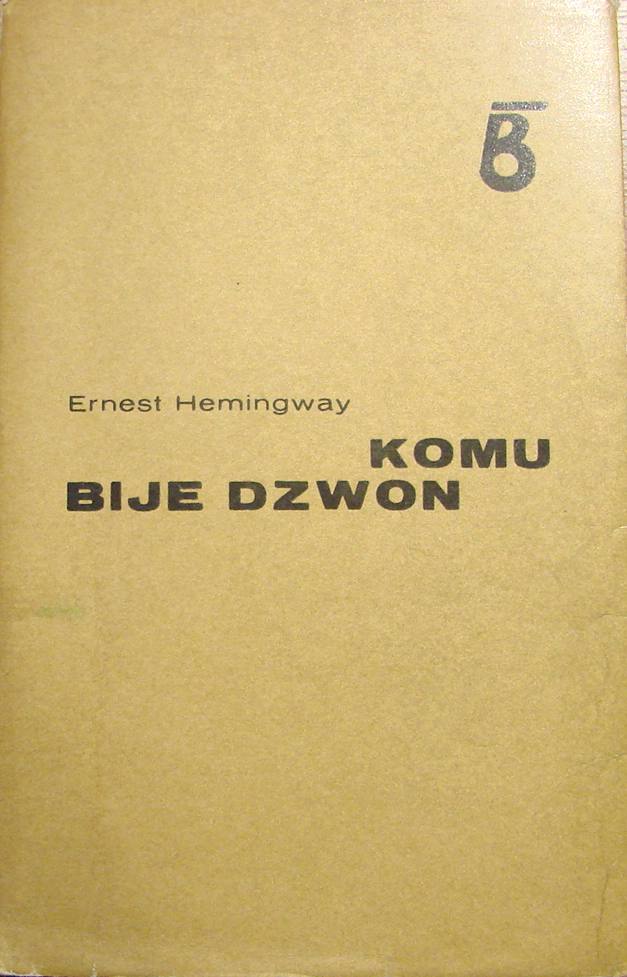 B
Ernest Hemingway
KOMU
BIJE DZWON